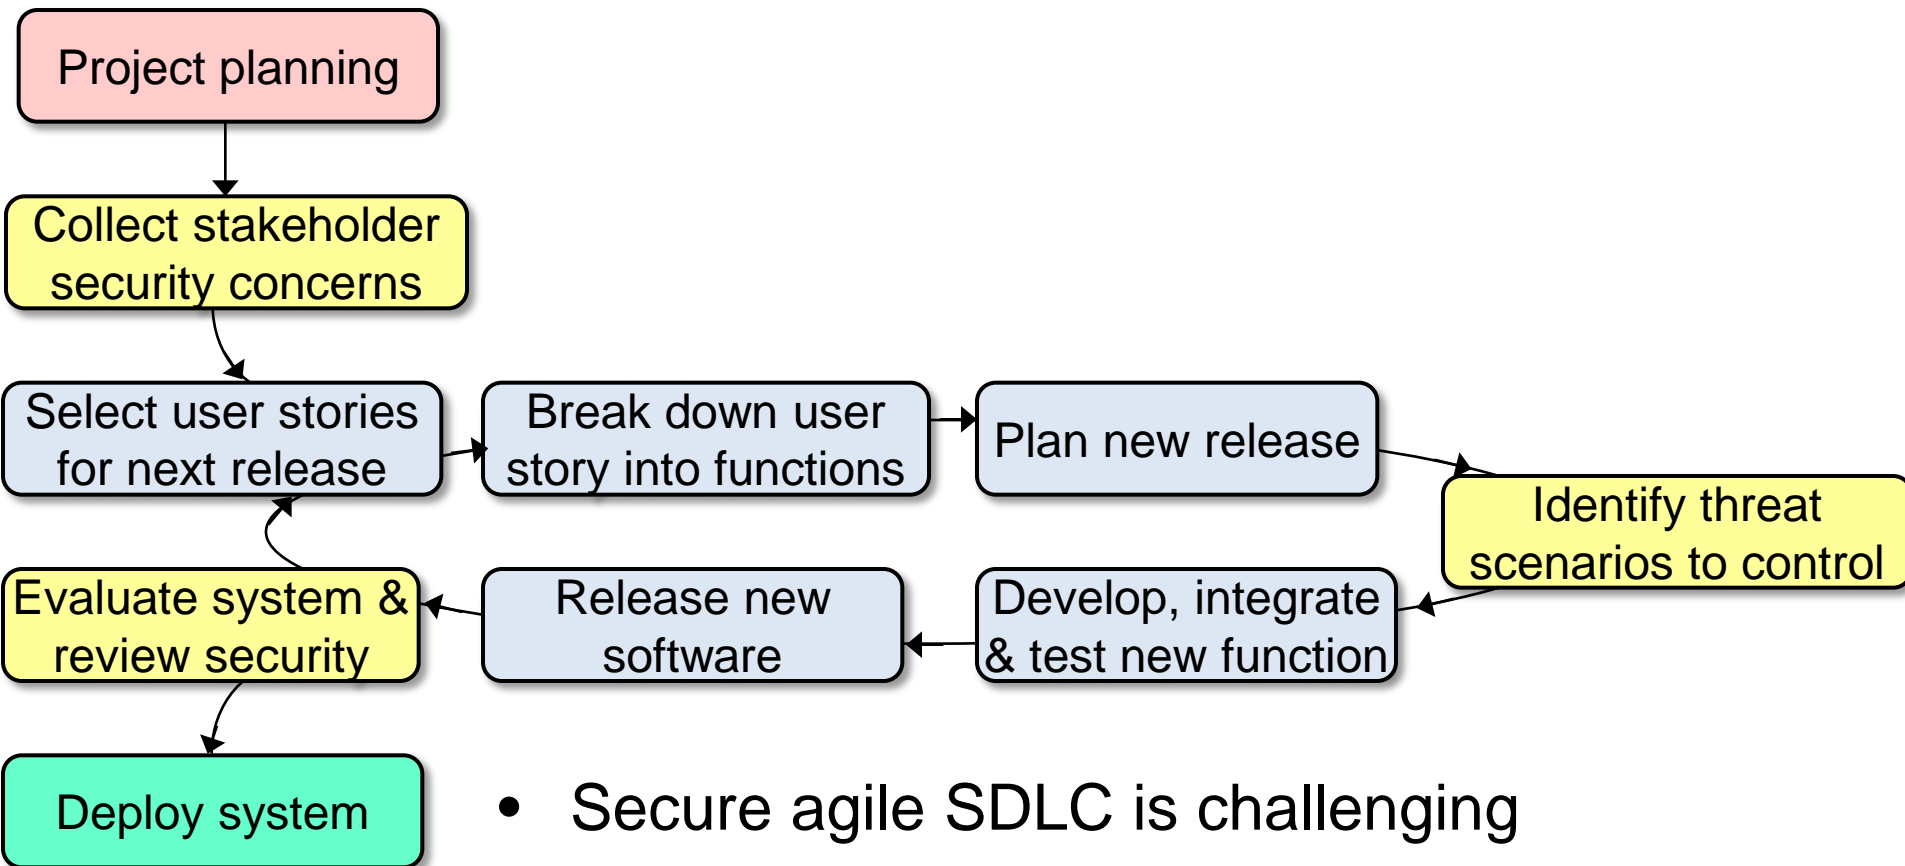 Project planning
Collect stakeholder
security concerns
Select user stories
for next release
Break down user
story into functions
Plan new release
Identify threat
scenarios to control
Develop, integrate
& test new function
Release new
software
Evaluate system &
review security
Deploy system
• Secure agile SDLC is challenging